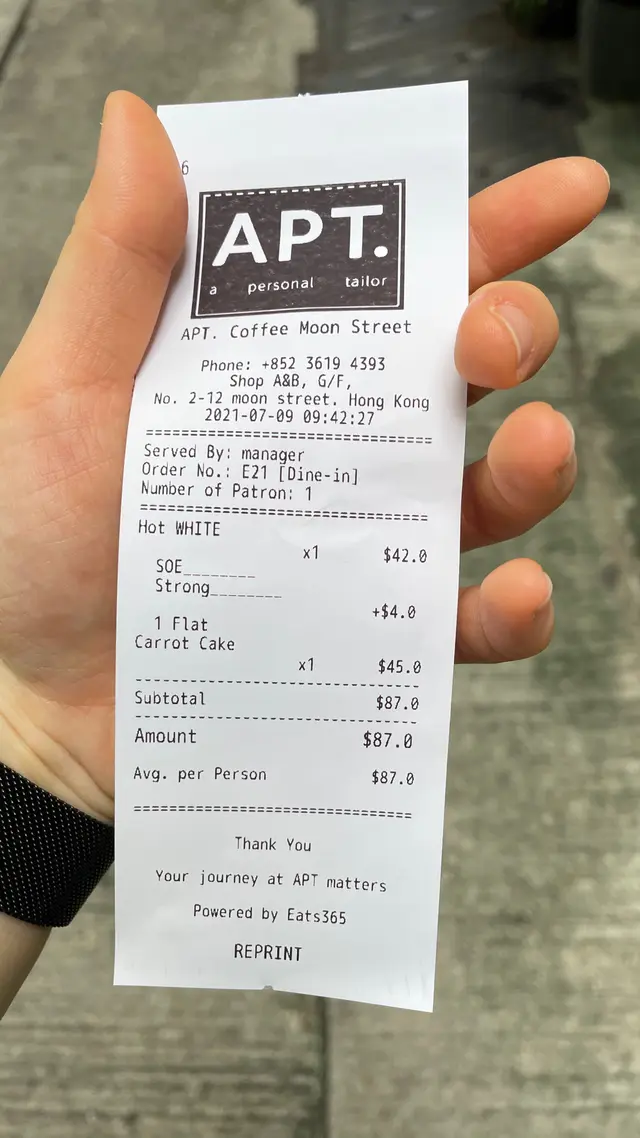 6
APT.
a personal tailor
APT. Coffee Moon Street
Phone: +852 3619 4393
Shop A&B, G/F,
No. 2-12 moon street. Hong Kong
2021-07-09 09:42:27
================================
Served By: manager
Order No.: E21 [Dine-in]
Number of Patron: 1
================================
Hot WHITE
x1 $42.0
SOE________
Strong________
+$4.0
1 Flat
Carrot Cake
x1 $45.0
--------------------------------
Subtotal $87.0
--------------------------------
Amount $87.0
Avg. per Person $87.0
================================
Thank You
Your journey at APT matters
Powered by Eats365
REPRINT